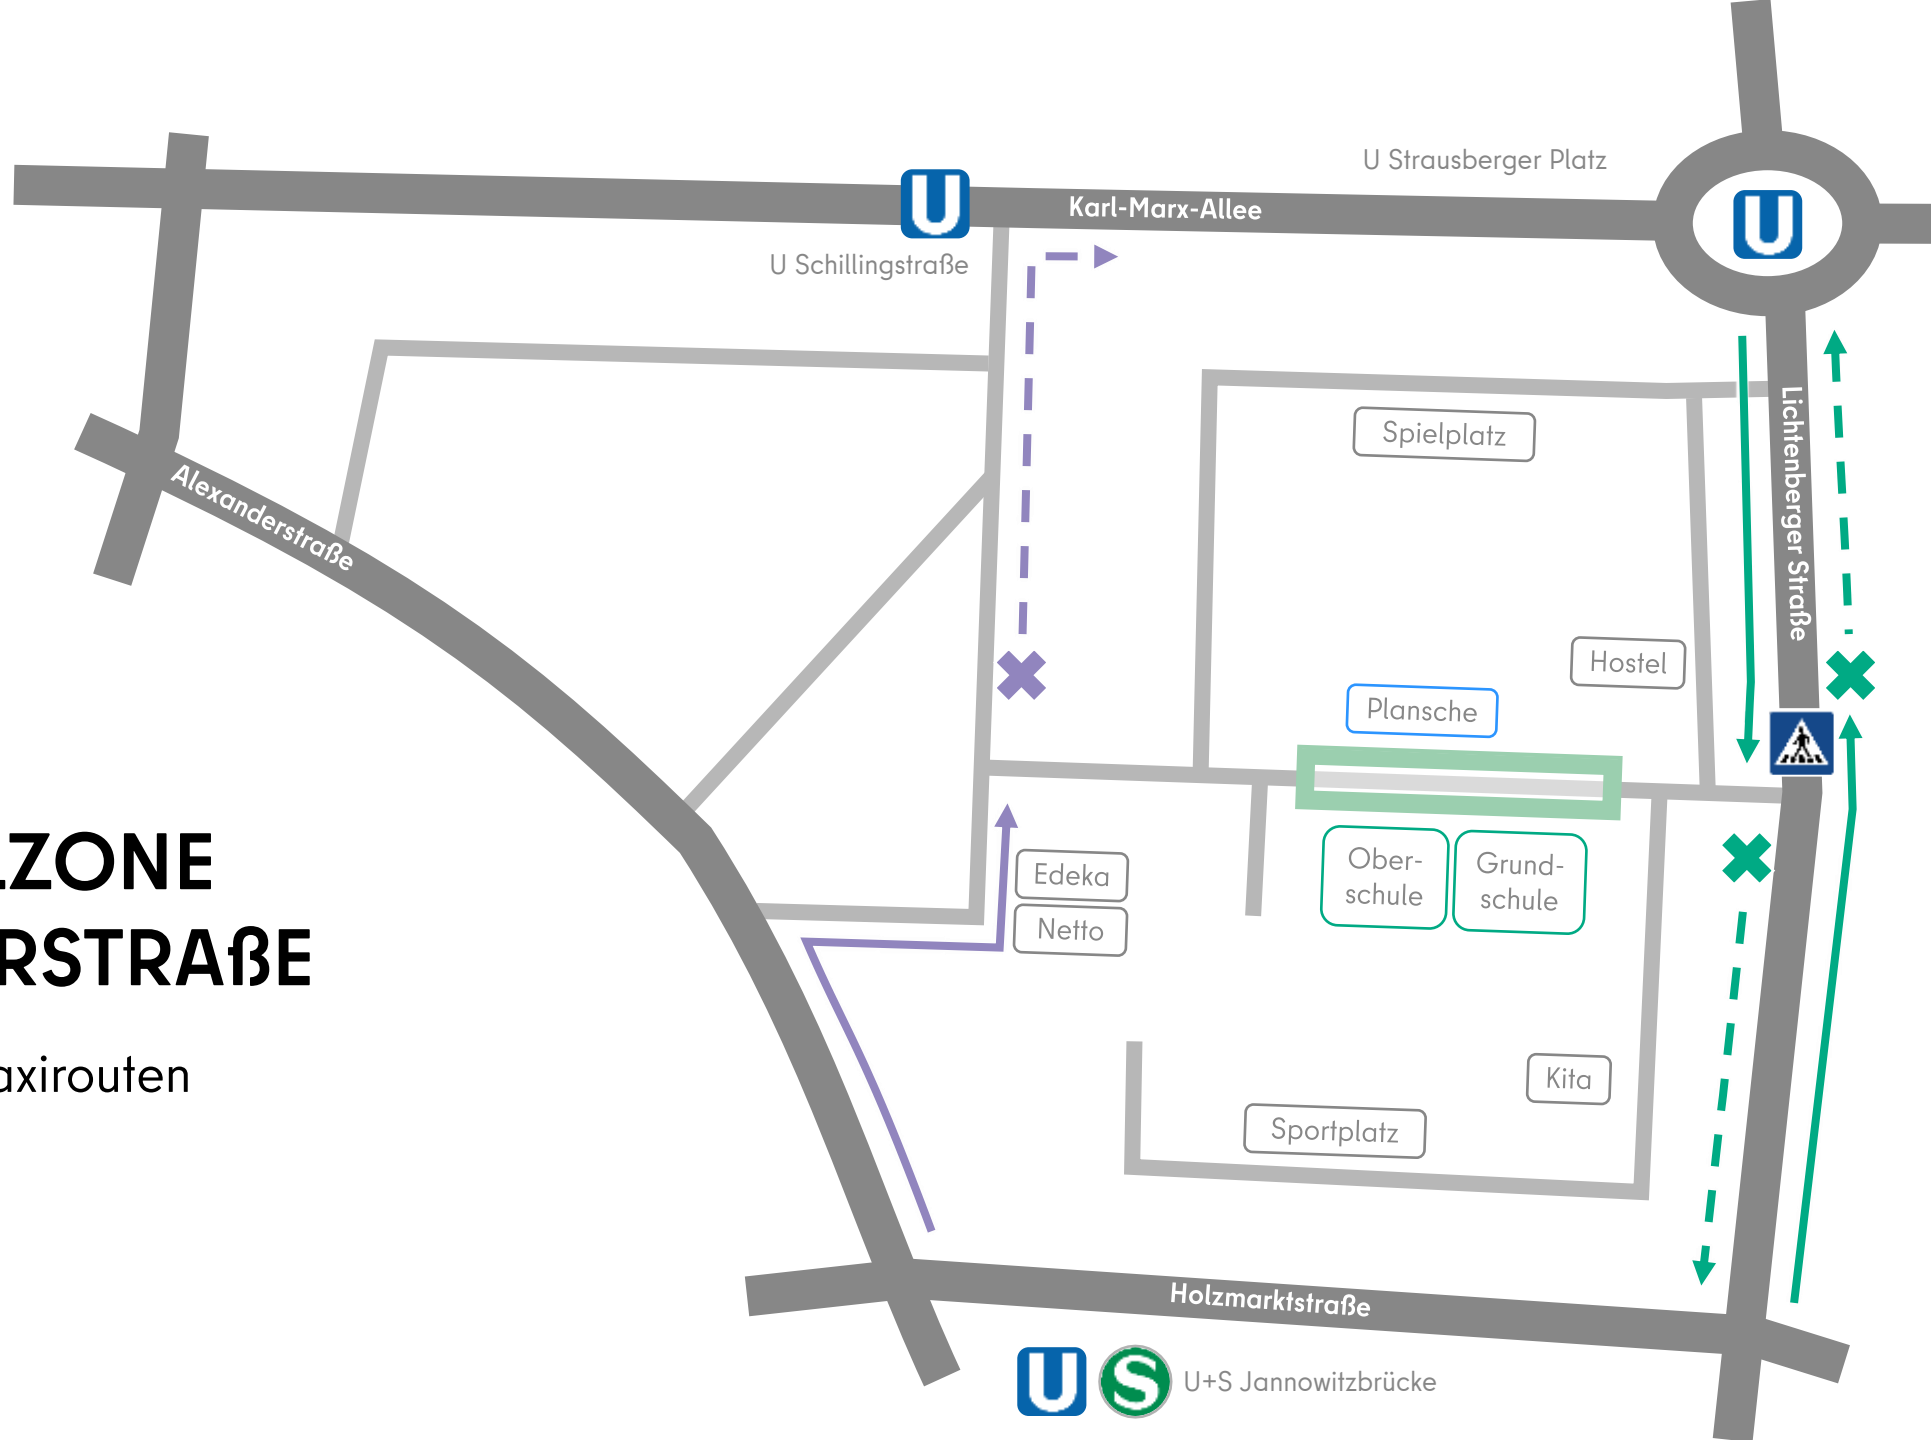 U Strausberger Platz
U
Karl-Marx-Allee
U
U Schillingstraße
Lichtenberger Straße
Spielplatz
Alexanderstraße
Hostel
Plansche
LZONE
RSTRAßE
axirouten
Edeka
Netto
Ober-
schule
Grund-
schule
Kita
Sportplatz
Holzmarktstraße
U
S
U+S Jannowitzbrücke